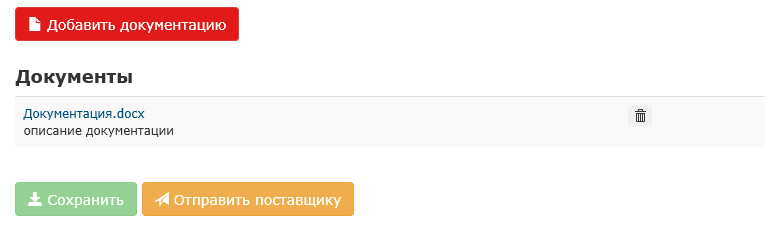 Добавить документацию
Документы
Документация.docx
описание документации
Сохранить Отправить поставщику